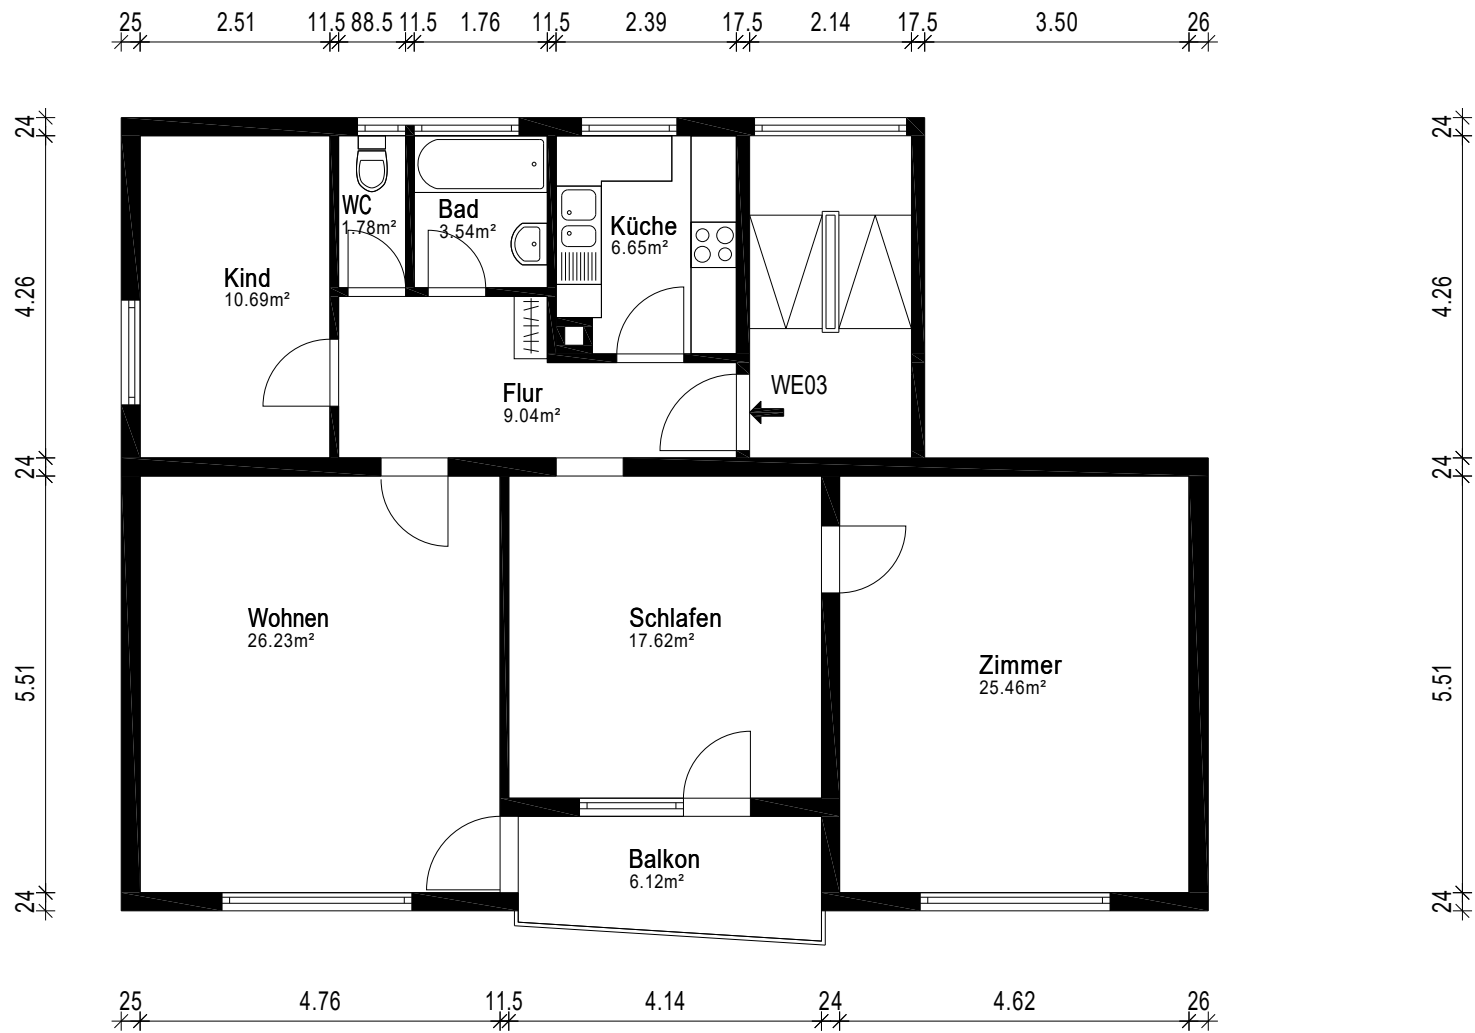 25 2.51 11.5 88.5 11.5 1.76 11.5 2.39 17.5 2.14 17.5 3.50 26
24
24
WC
1.78m²
Bad
3.54m²
Küche
6.65m²
Kind
10.69m²
4.26
4.26
Flur
9.04m²
WE03
24
24
Wohnen
26.23m²
Schlafen
17.62m²
Zimmer
25.46m²
5.51
5.51
Balkon
6.12m²
24
24
25 4.76 11.5 4.14 24 4.62 26